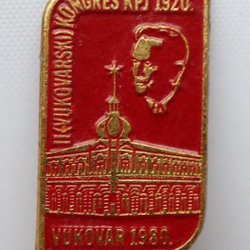 II (VUKOVARSKI) KONGRES KPJ 1920.
VUKOVAR 1980.